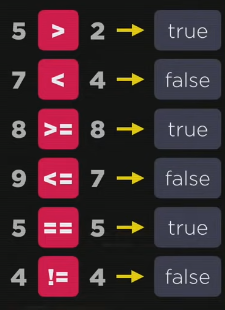 5 > 2 → true
7 < 4 → false
8 >= 8 → true
9 <= 7 → false
5 == 5 → true
4 != 4 → false